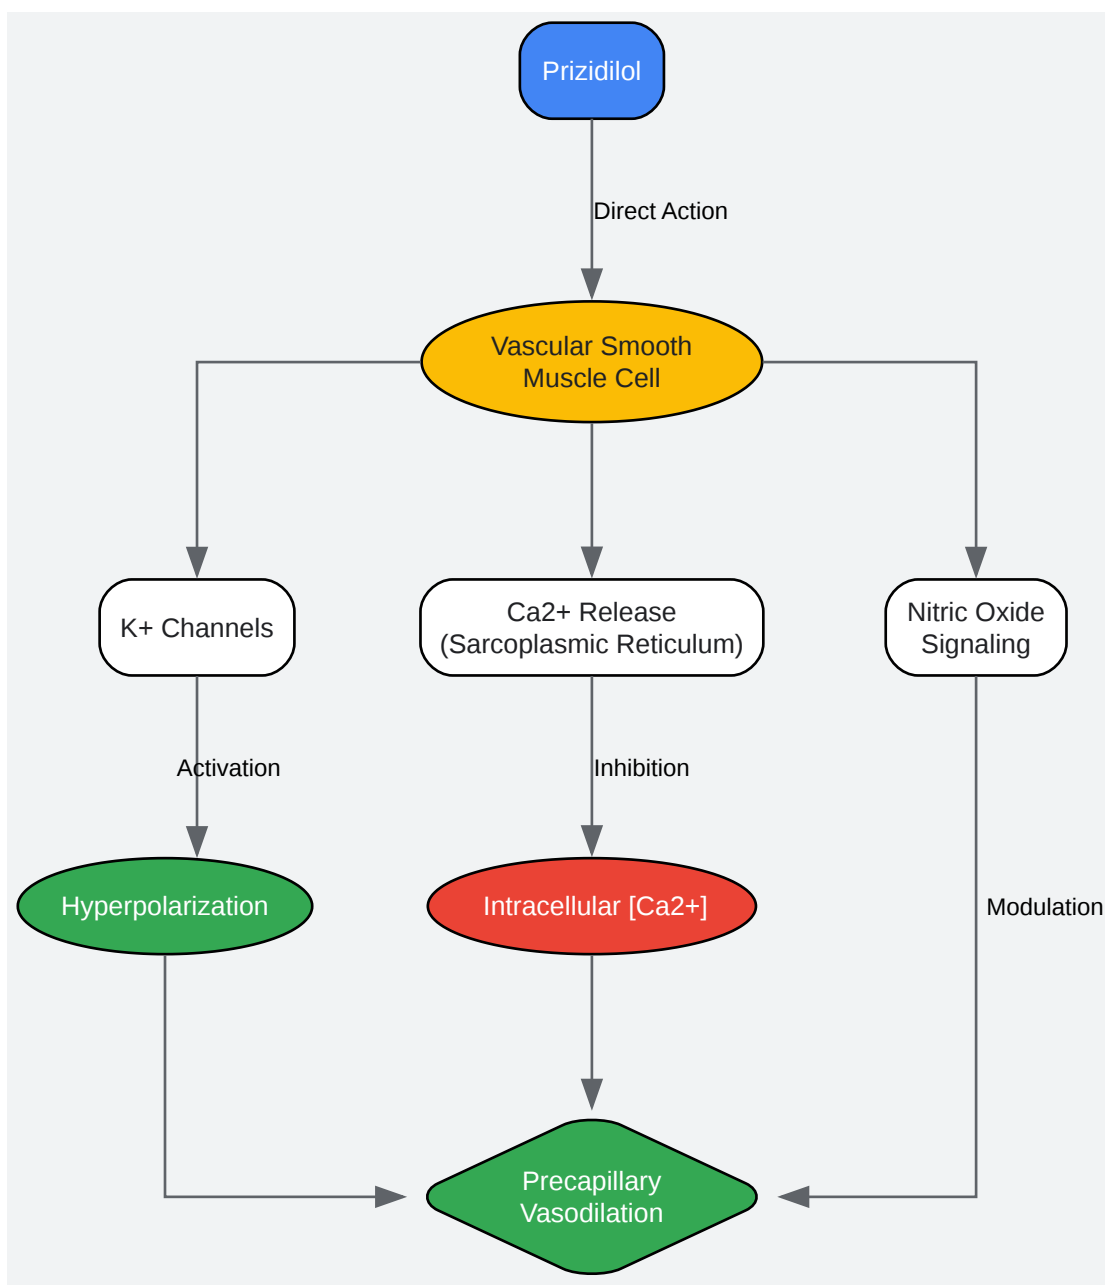 Prizidilol
Direct Action
Vascular Smooth
Muscle Cell
K+ Channels
Ca2+ Release
(Sarcoplasmic Reticulum)
Nitric Oxide
Signaling
Activation
Inhibition
Hyperpolarization
Intracellular [Ca2+]
Modulation
Precapillary
Vasodilation